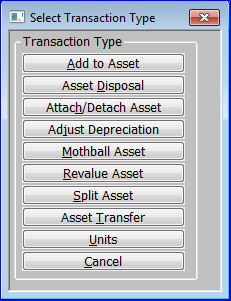 Select Transaction Type
Transaction Type
Add to Asset
Asset Disposal
Attach/Detach Asset
Adjust Depreciation
Mothball Asset
Revalue Asset
Split Asset
Asset Transfer
Units
Cancel